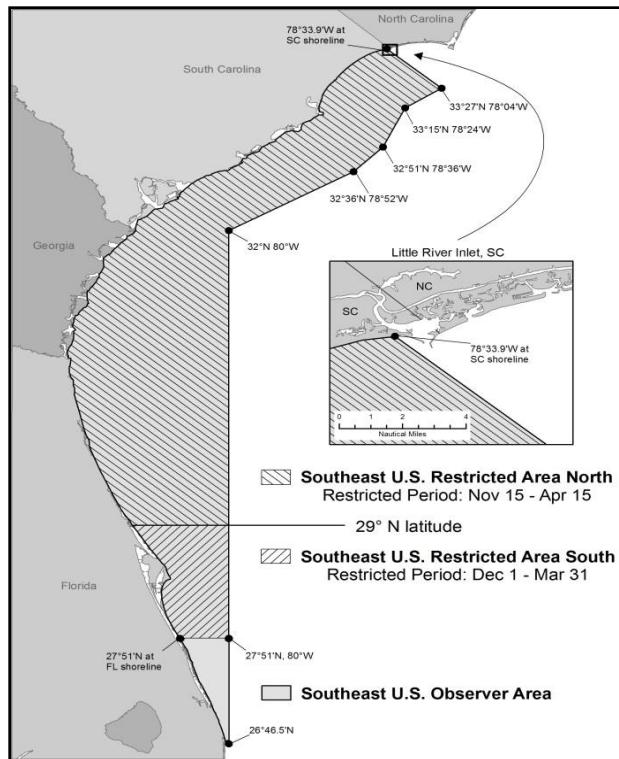 North Carolina
78°33.9'W at
SC shoreline
South Carolina
33°27'N 78°04'W
33°15'N 78°24'W
32°51'N 78°36'W
32°36'N 78°52'W
32°N 80°W
Georgia
Little River Inlet, SC
NC
SC
78°33.9'W at
SC shoreline
0 2 4
Nautical Miles
Southeast U.S. Restricted Area North
Restricted Period: Nov 15 - Apr 15
29° N latitude
Southeast U.S. Restricted Area South
Restricted Period: Dec 1 - Mar 31
Florida
27°51'N at
FL shoreline
27°51'N, 80°W
Southeast U.S. Observer Area
26°46.5'N